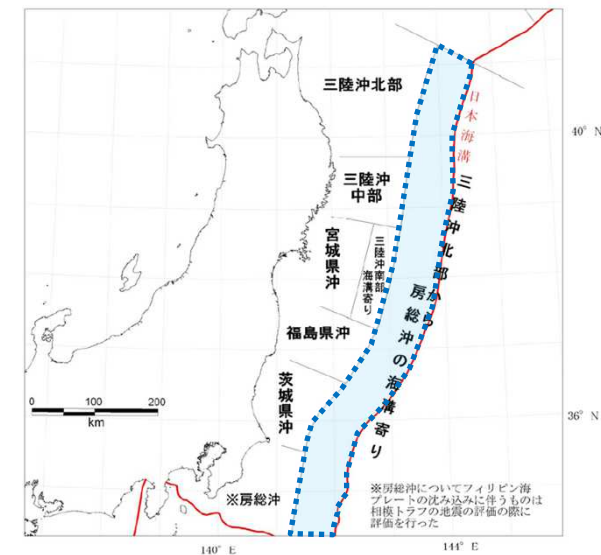 三陸沖北部
日本海溝
40° N
三陸沖
中部
宮城県沖
三陸沖南部
海溝寄り
三陸沖北部から
房総沖の海溝寄り
福島県沖
茨城県沖
0 100 200
km
36° N
※房総沖
※房総沖についてフィリピン海
プレートの沈み込みに伴うものは
相模トラフの地震の評価の際に
評価を行った
140° E
144° E